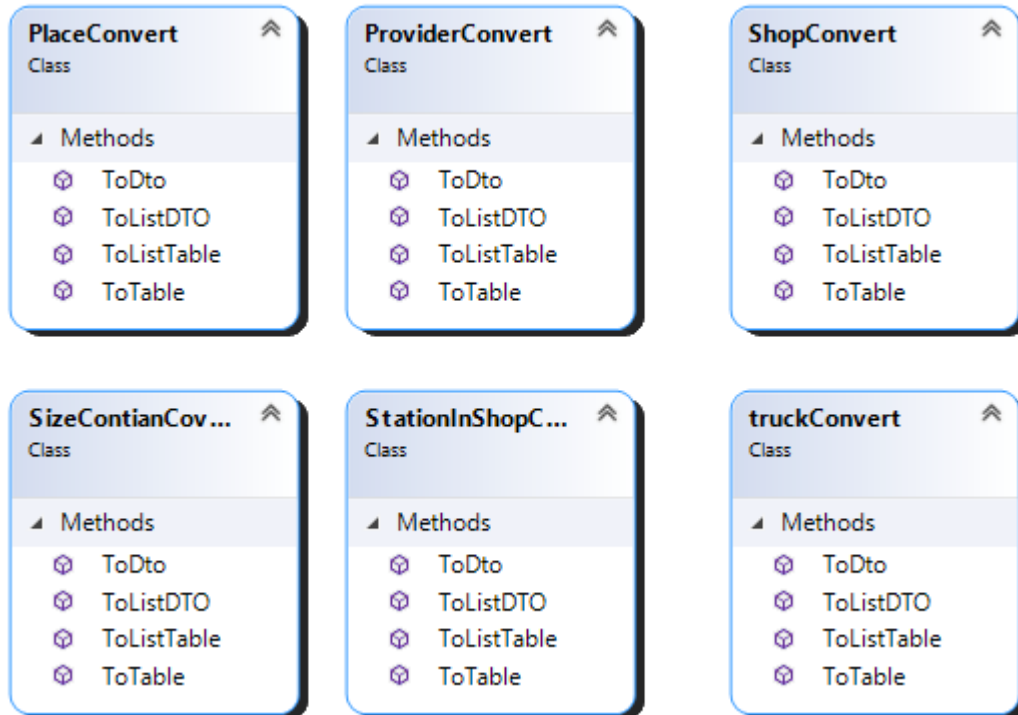 PlaceConvert
Class
Methods
ToDto
ToListDTO
ToListTable
ToTable
ProviderConvert
Class
Methods
ToDto
ToListDTO
ToListTable
ToTable
ShopConvert
Class
Methods
ToDto
ToListDTO
ToListTable
ToTable
SizeContianCov...
Class
Methods
ToDto
ToListDTO
ToListTable
ToTable
StationInShopC...
Class
Methods
ToDto
ToListDTO
ToListTable
ToTable
truckConvert
Class
Methods
ToDto
ToListDTO
ToListTable
ToTable